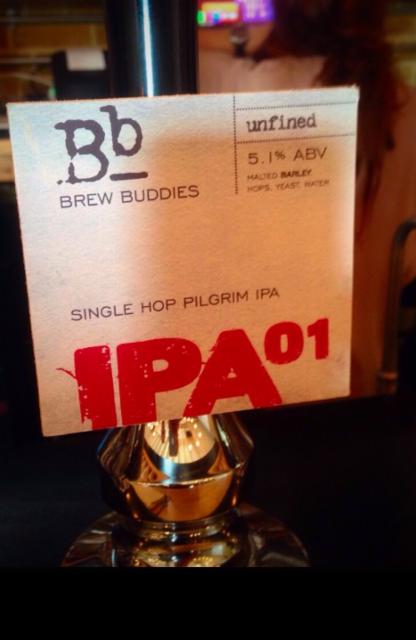 Bb
BREW BUDDIES
unfined
5.1% ABV
MALTED BARLEY,
HOPS, YEAST, WATER
SINGLE HOP PILGRIM IPA
IPA01